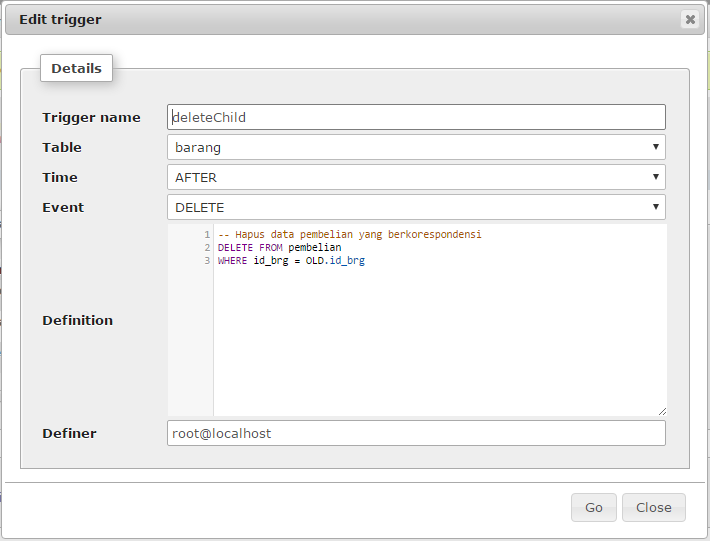 Edit trigger
Details
Trigger name deleteChild
Table barang
Time AFTER
Event DELETE
Definition
1 -- Hapus data pembelian yang berkorespondensi
2 DELETE FROM pembelian
3 WHERE id_brg = OLD.id_brg
Definer root@localhost
Go Close